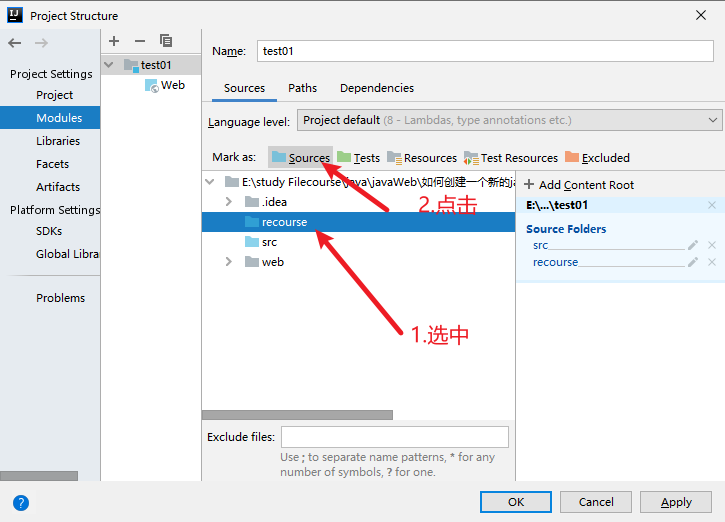 Project Structure
Name: test01
Project Settings
Project
Modules
Libraries
Facets
Artifacts
Platform Settings
SDKs
Global Librar
Problems
test01
Web
Sources Paths Dependencies
Language level: Project default (8 - Lambdas, type annotations etc.)
Mark as: Sources Tests Resources Test Resources Excluded
E:\study Filecourse\java\javaWeb\如何创建一个新的ja
.idea
recourse
src
web
2.点击
1.选中
+ Add Content Root
E:\...\test01
Source Folders
src
recourse
Exclude files:
Use ; to separate name patterns, * for any
number of symbols, ? for one.
? OK Cancel Apply